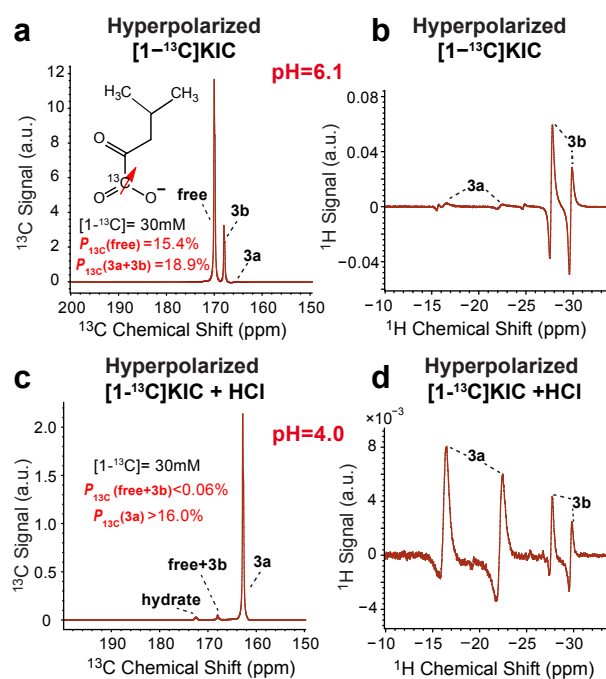 a
Hyperpolarized
[1−¹³C]KIC
pH=6.1
b
Hyperpolarized
[1−¹³C]KIC
¹³C Signal (a.u.)
12
10
8
6
4
2
0
H₃C
CH₃
O
¹³C
O
O⁻
free
3b
3a
[1-¹³C]= 30mM
P₁₃C(free)=15.4%
P₁₃C(3a+3b)=18.9%
200 190 180 170 160 150
¹³C Chemical Shift (ppm)
¹H Signal (a.u.)
0.08
0.04
0
−0.04
3a
3b
−10 −15 −20 −25 −30
¹H Chemical Shift (ppm)
c
Hyperpolarized
[1-¹³C]KIC + HCl
pH=4.0
d
Hyperpolarized
[1-¹³C]KIC +HCl
¹³C Signal (a.u.)
2.0
1.5
1.0
0.5
0
[1-¹³C]= 30mM
P₁₃C(free+3b)<0.06%
P₁₃C(3a)>16.0%
hydrate
free+3b
3a
190 180 170 160 150
¹³C Chemical Shift (ppm)
×10⁻³
¹H Signal (a.u.)
8
4
0
−4
3a
3b
−10 −15 −20 −25 −30
¹H Chemical Shift (ppm)